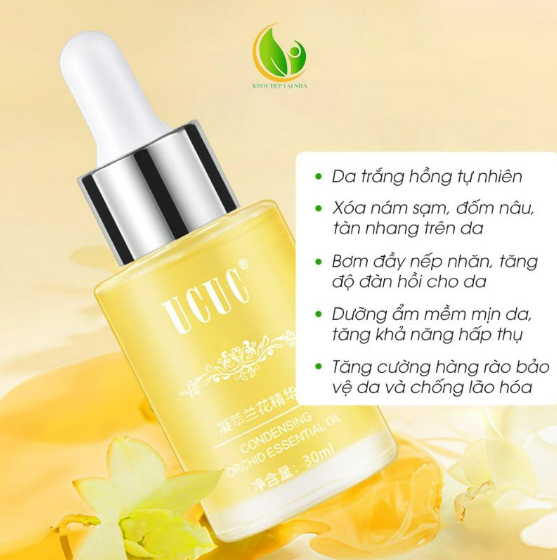 KHỎE ĐẸP TẠI NHÀ
• Da trắng hồng tự nhiên
• Xóa nám sạm, đốm nâu,
tàn nhang trên da
• Bơm đầy nếp nhăn, tăng
độ đàn hồi cho da
• Dưỡng ẩm mềm mịn da,
tăng khả năng hấp thụ
• Tăng cường hàng rào bảo
vệ da và chống lão hóa
UCUC®
凝萃兰花精华
CONDENSING
ORCHID ESSENTIAL OIL
净含量：30ml